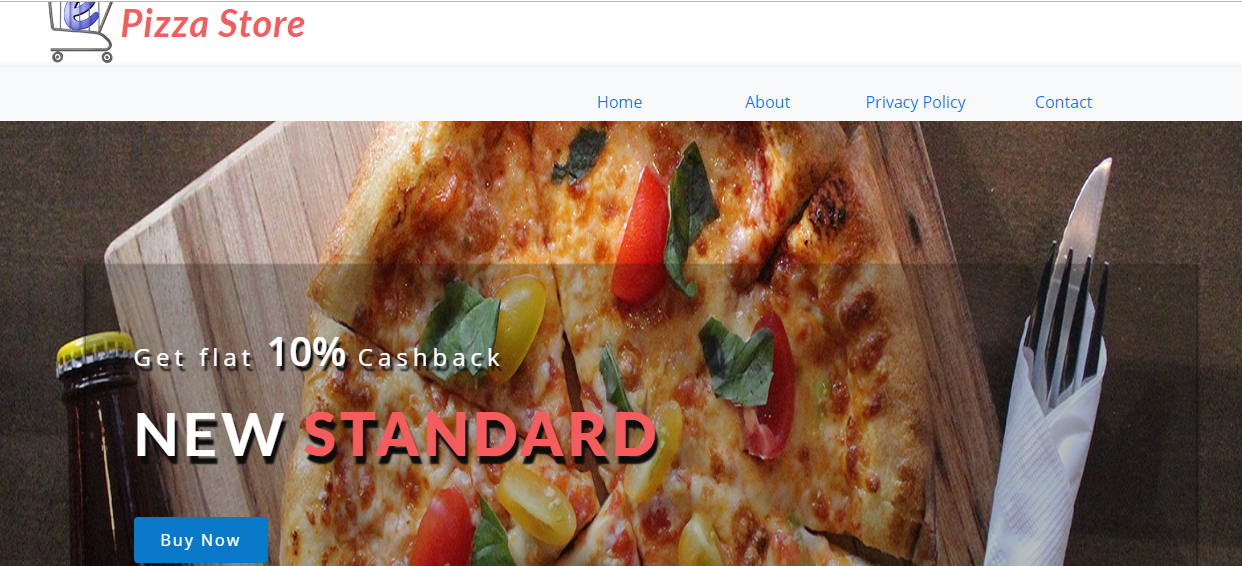 e
Pizza Store
Home About Privacy Policy Contact
Get flat 10% Cashback
NEW STANDARD
Buy Now